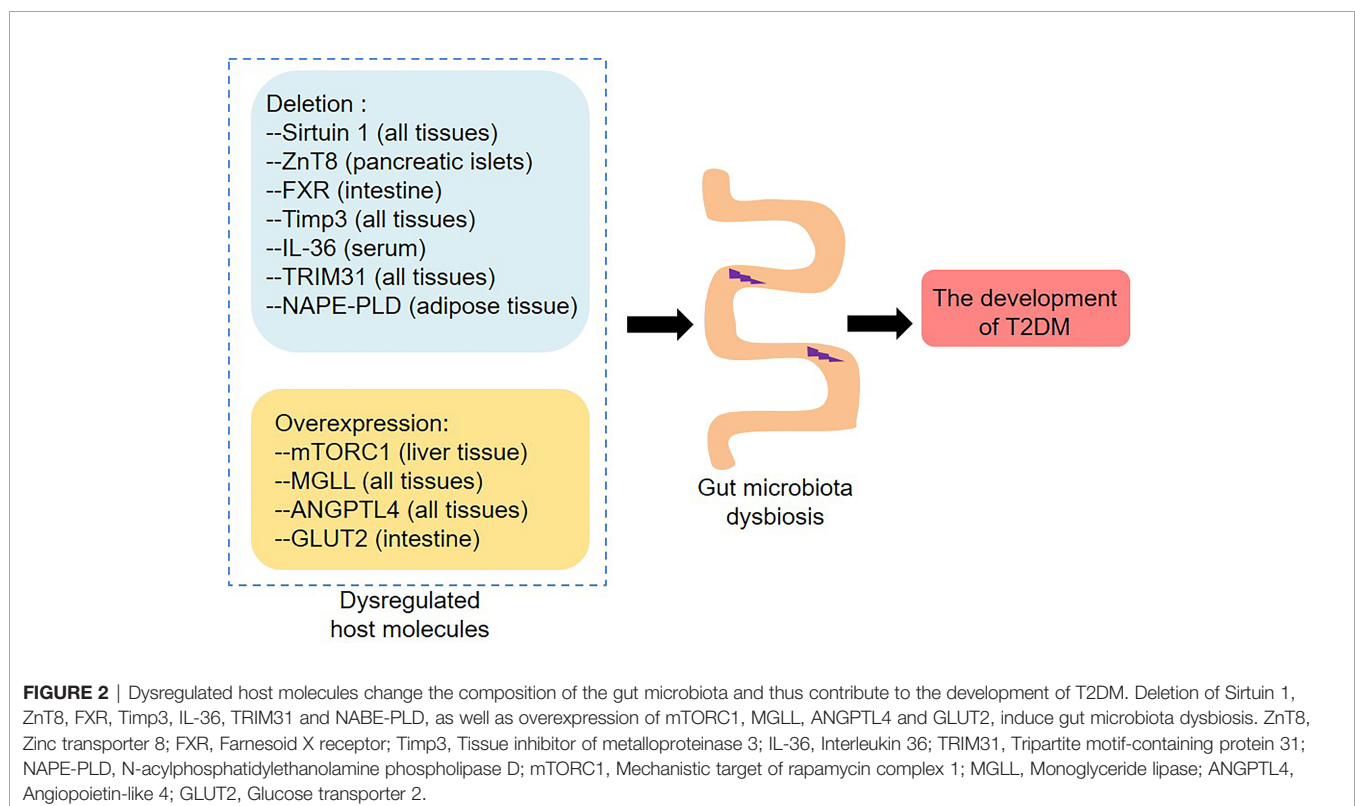 Deletion :
--Sirtuin 1 (all tissues)
--ZnT8 (pancreatic islets)
--FXR (intestine)
--Timp3 (all tissues)
--IL-36 (serum)
--TRIM31 (all tissues)
--NAPE-PLD (adipose tissue)
Overexpression:
--mTORC1 (liver tissue)
--MGLL (all tissues)
--ANGPTL4 (all tissues)
--GLUT2 (intestine)
Dysregulated
host molecules
Gut microbiota
dysbiosis
The development
of T2DM
FIGURE 2 | Dysregulated host molecules change the composition of the gut microbiota and thus contribute to the development of T2DM. Deletion of Sirtuin 1,
ZnT8, FXR, Timp3, IL-36, TRIM31 and NABE-PLD, as well as overexpression of mTORC1, MGLL, ANGPTL4 and GLUT2, induce gut microbiota dysbiosis. ZnT8,
Zinc transporter 8; FXR, Farnesoid X receptor; Timp3, Tissue inhibitor of metalloproteinase 3; IL-36, Interleukin 36; TRIM31, Tripartite motif-containing protein 31;
NAPE-PLD, N-acylphosphatidylethanolamine phospholipase D; mTORC1, Mechanistic target of rapamycin complex 1; MGLL, Monoglyceride lipase; ANGPTL4,
Angiopoietin-like 4; GLUT2, Glucose transporter 2.